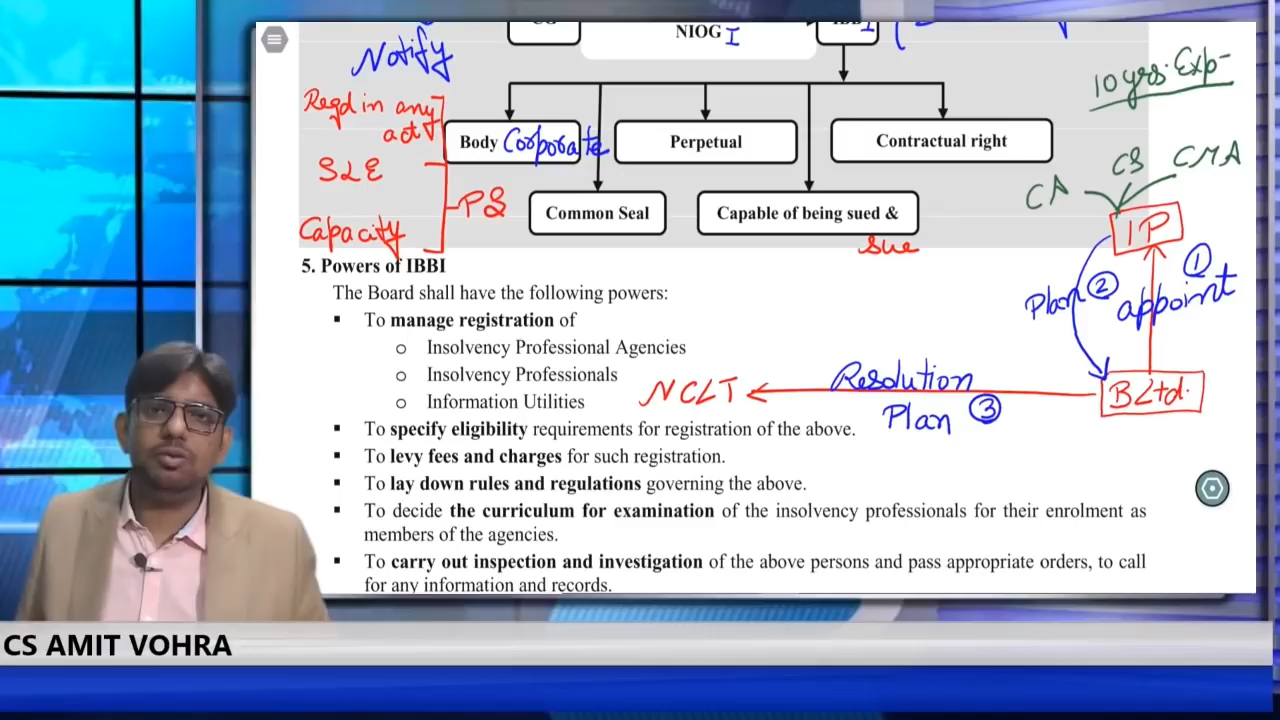 NIOG I
Notify
10 yrs. Exp-
Regd in any
act
Body Corporate
Perpetual
Contractual right
CS
CMA
CA
SLE
PS
Common Seal
Capable of being sued &
sue
IP
Capacity
5. Powers of IBBI
The Board shall have the following powers:
▪ To manage registration of
o Insolvency Professional Agencies
o Insolvency Professionals
o Information Utilities
①
appoint
Plan ②
NCLT
Resolution
Plan ③
B Ltd.
▪ To specify eligibility requirements for registration of the above.
▪ To levy fees and charges for such registration.
▪ To lay down rules and regulations governing the above.
▪ To decide the curriculum for examination of the insolvency professionals for their enrolment as
members of the agencies.
▪ To carry out inspection and investigation of the above persons and pass appropriate orders, to call
for any information and records.
CS AMIT VOHRA